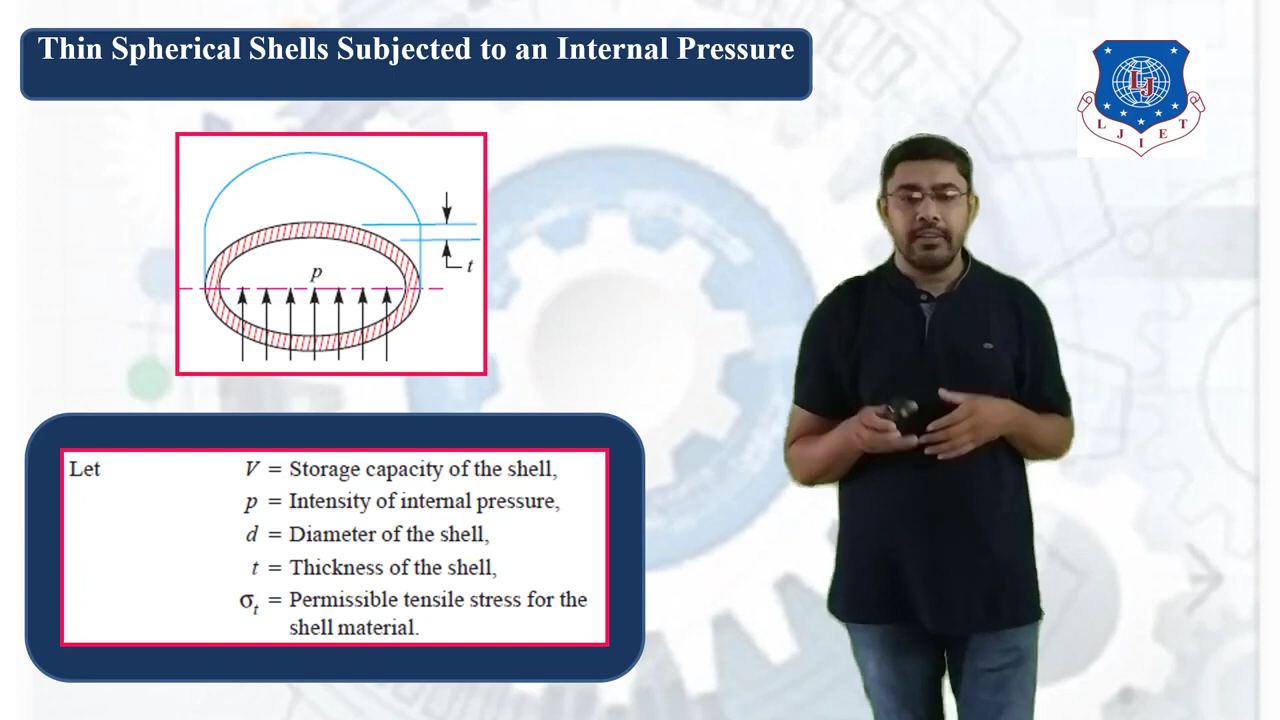 Thin Spherical Shells Subjected to an Internal Pressure
L J I E T
LJ
p
t
Let V = Storage capacity of the shell,
p = Intensity of internal pressure,
d = Diameter of the shell,
t = Thickness of the shell,
σt = Permissible tensile stress for the
shell material.